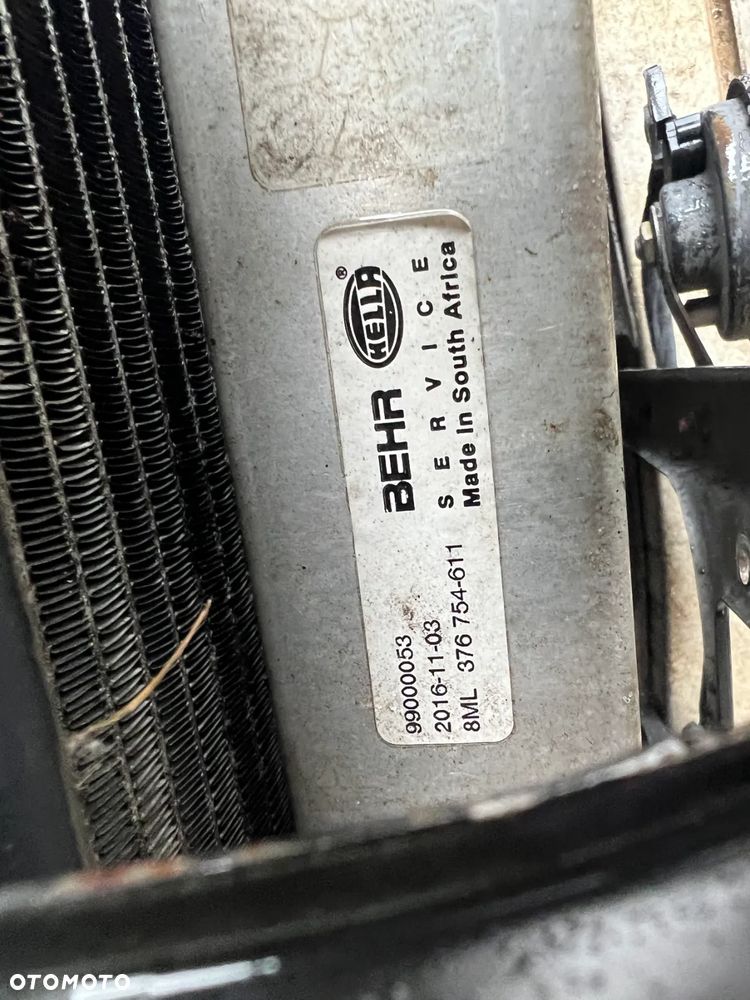 HELLA®
BEHR
SERVICE
Made in South Africa
99000053
2016-11-03
8ML 376 754-611
OTOMOTO